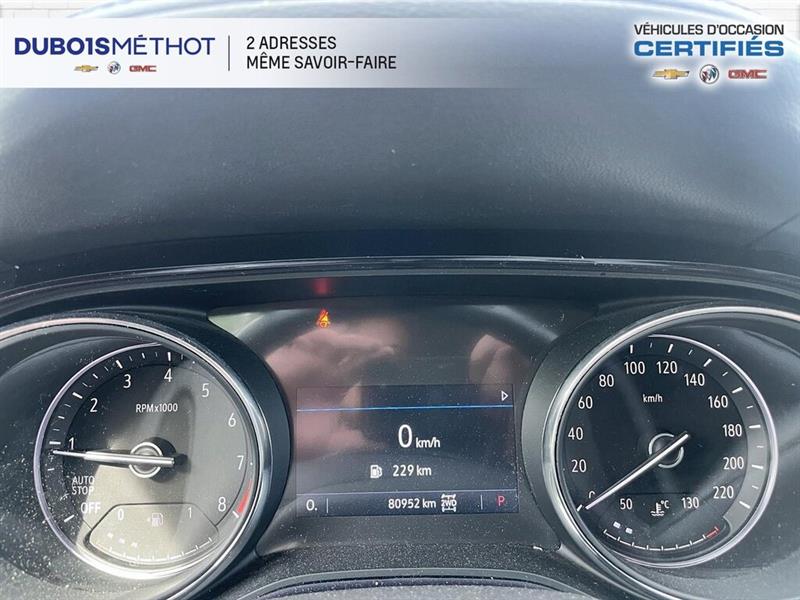 DUBOISMÉTHOT
2 ADRESSES
MÊME SAVOIR-FAIRE
GMC
VÉHICULES D'OCCASION
CERTIFIÉS
GMC
1 2 3 4 5 6 7 8
RPMx1000
AUTO
STOP
OFF
0 1
0 km/h
229 km
0. 80952 km 2WD P
0 20 40 60 80 100 120 140 160 180 200 220
km/h
50 °C 130